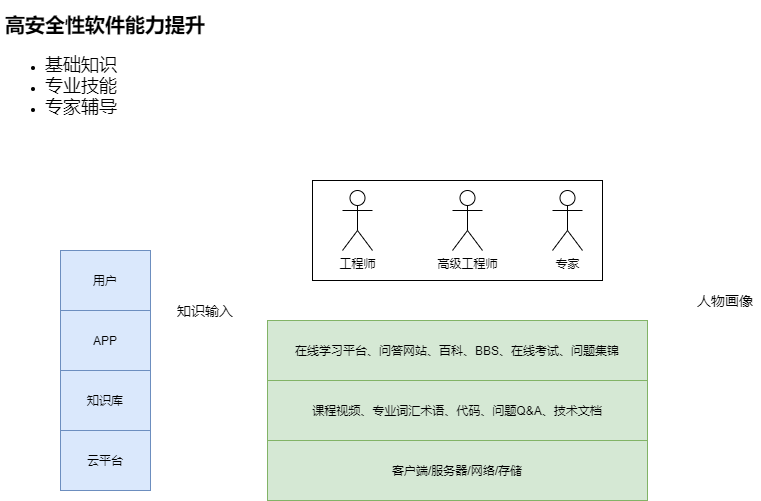 高安全性软件能力提升
基础知识
专业技能
专家辅导
工程师
高级工程师
专家
用户
APP
知识库
云平台
知识输入
人物画像
在线学习平台、问答网站、百科、BBS、在线考试、问题集锦
课程视频、专业词汇术语、代码、问题Q&A、技术文档
客户端/服务器/网络/存储